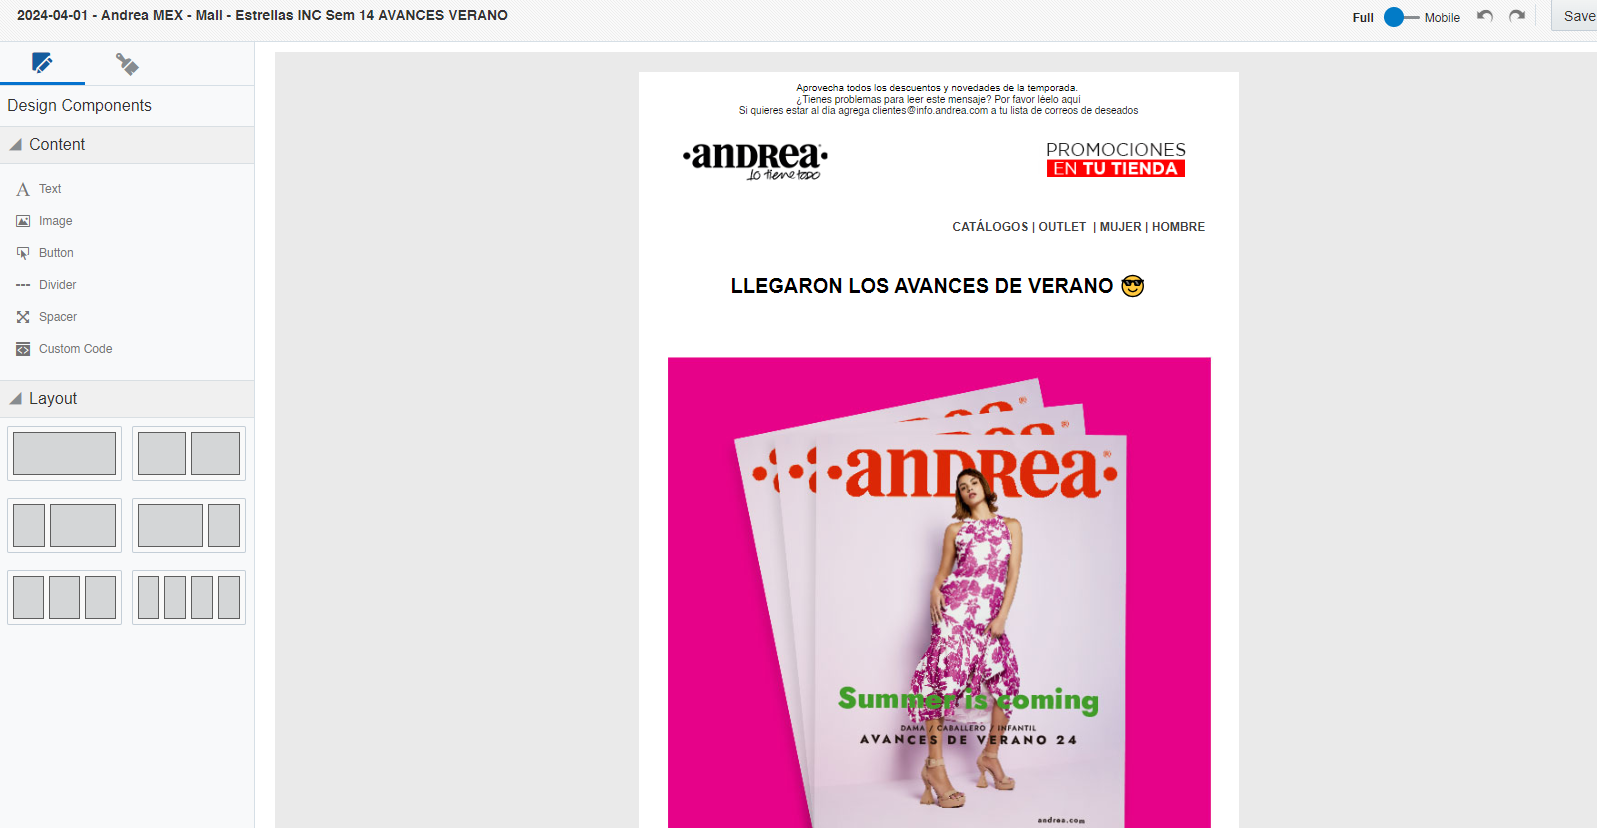 2024-04-01 - Andrea MEX - Mall - Estrellas INC Sem 14 AVANCES VERANO
Full
Mobile
Save
Design Components
Content
Text
Image
Button
Divider
Spacer
Custom Code
Layout
Aprovecha todos los descuentos y novedades de la temporada.
¿Tienes problemas para leer este mensaje? Por favor léelo aquí
Si quieres estar al día agrega clientes@info.andrea.com a tu lista de correos de deseados
·anDRea·
lo tiene todo
PROMOCIONES
EN TU TIENDA
CATÁLOGOS | OUTLET | MUJER | HOMBRE
LLEGARON LOS AVANCES DE VERANO 😎
·anDRea·®
Summer is coming
DAMA / CABALLERO / INFANTIL
AVANCES DE VERANO 24
andrea.com